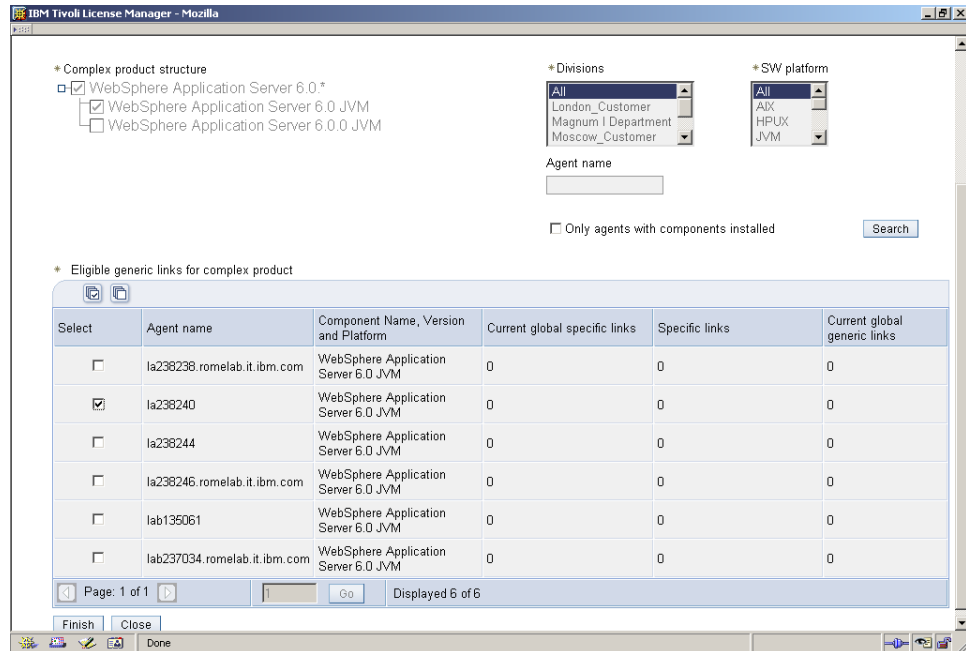 IBM Tivoli License Manager - Mozilla
* Complex product structure
WebSphere Application Server 6.0.*
WebSphere Application Server 6.0 JVM
WebSphere Application Server 6.0.0 JVM
* Divisions
All
London_Customer
Magnum I Department
Moscow_Customer
* SW platform
All
AIX
HPUX
JVM
Agent name
Only agents with components installed
Search
* Eligible generic links for complex product
Select Agent name Component Name, Version and Platform Current global specific links Specific links Current global generic links
la238238.romelab.it.ibm.com WebSphere Application Server 6.0 JVM 0 0 0
la238240 WebSphere Application Server 6.0 JVM 0 0 0
la238244 WebSphere Application Server 6.0 JVM 0 0 0
la238246.romelab.it.ibm.com WebSphere Application Server 6.0 JVM 0 0 0
lab135061 WebSphere Application Server 6.0 JVM 0 0 0
lab237034.romelab.it.ibm.com WebSphere Application Server 6.0 JVM 0 0 0
Page: 1 of 1 1 Go Displayed 6 of 6
Finish Close
Done